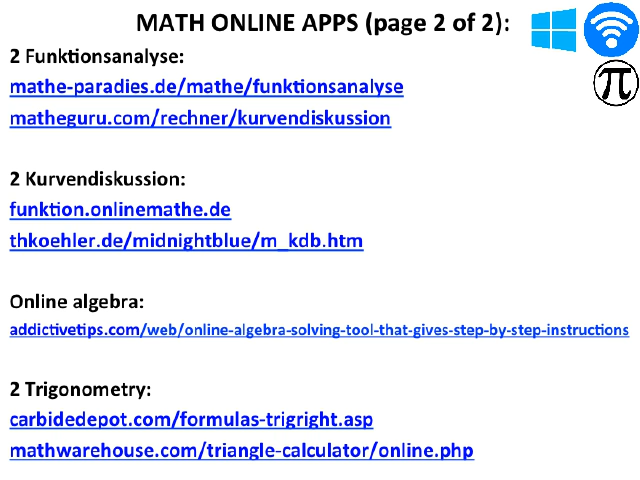 MATH ONLINE APPS (page 2 of 2):
2 Funktionsanalyse:
mathe-paradies.de/mathe/funktionsanalyse
matheguru.com/rechner/kurvendiskussion
2 Kurvendiskussion:
funktion.onlinemathe.de
thkoehler.de/midnightblue/m_kdb.htm
Online algebra:
addictivetips.com/web/online-algebra-solving-tool-that-gives-step-by-step-instructions
2 Trigonometry:
carbidedepot.com/formulas-trigright.asp
mathwarehouse.com/triangle-calculator/online.php
π